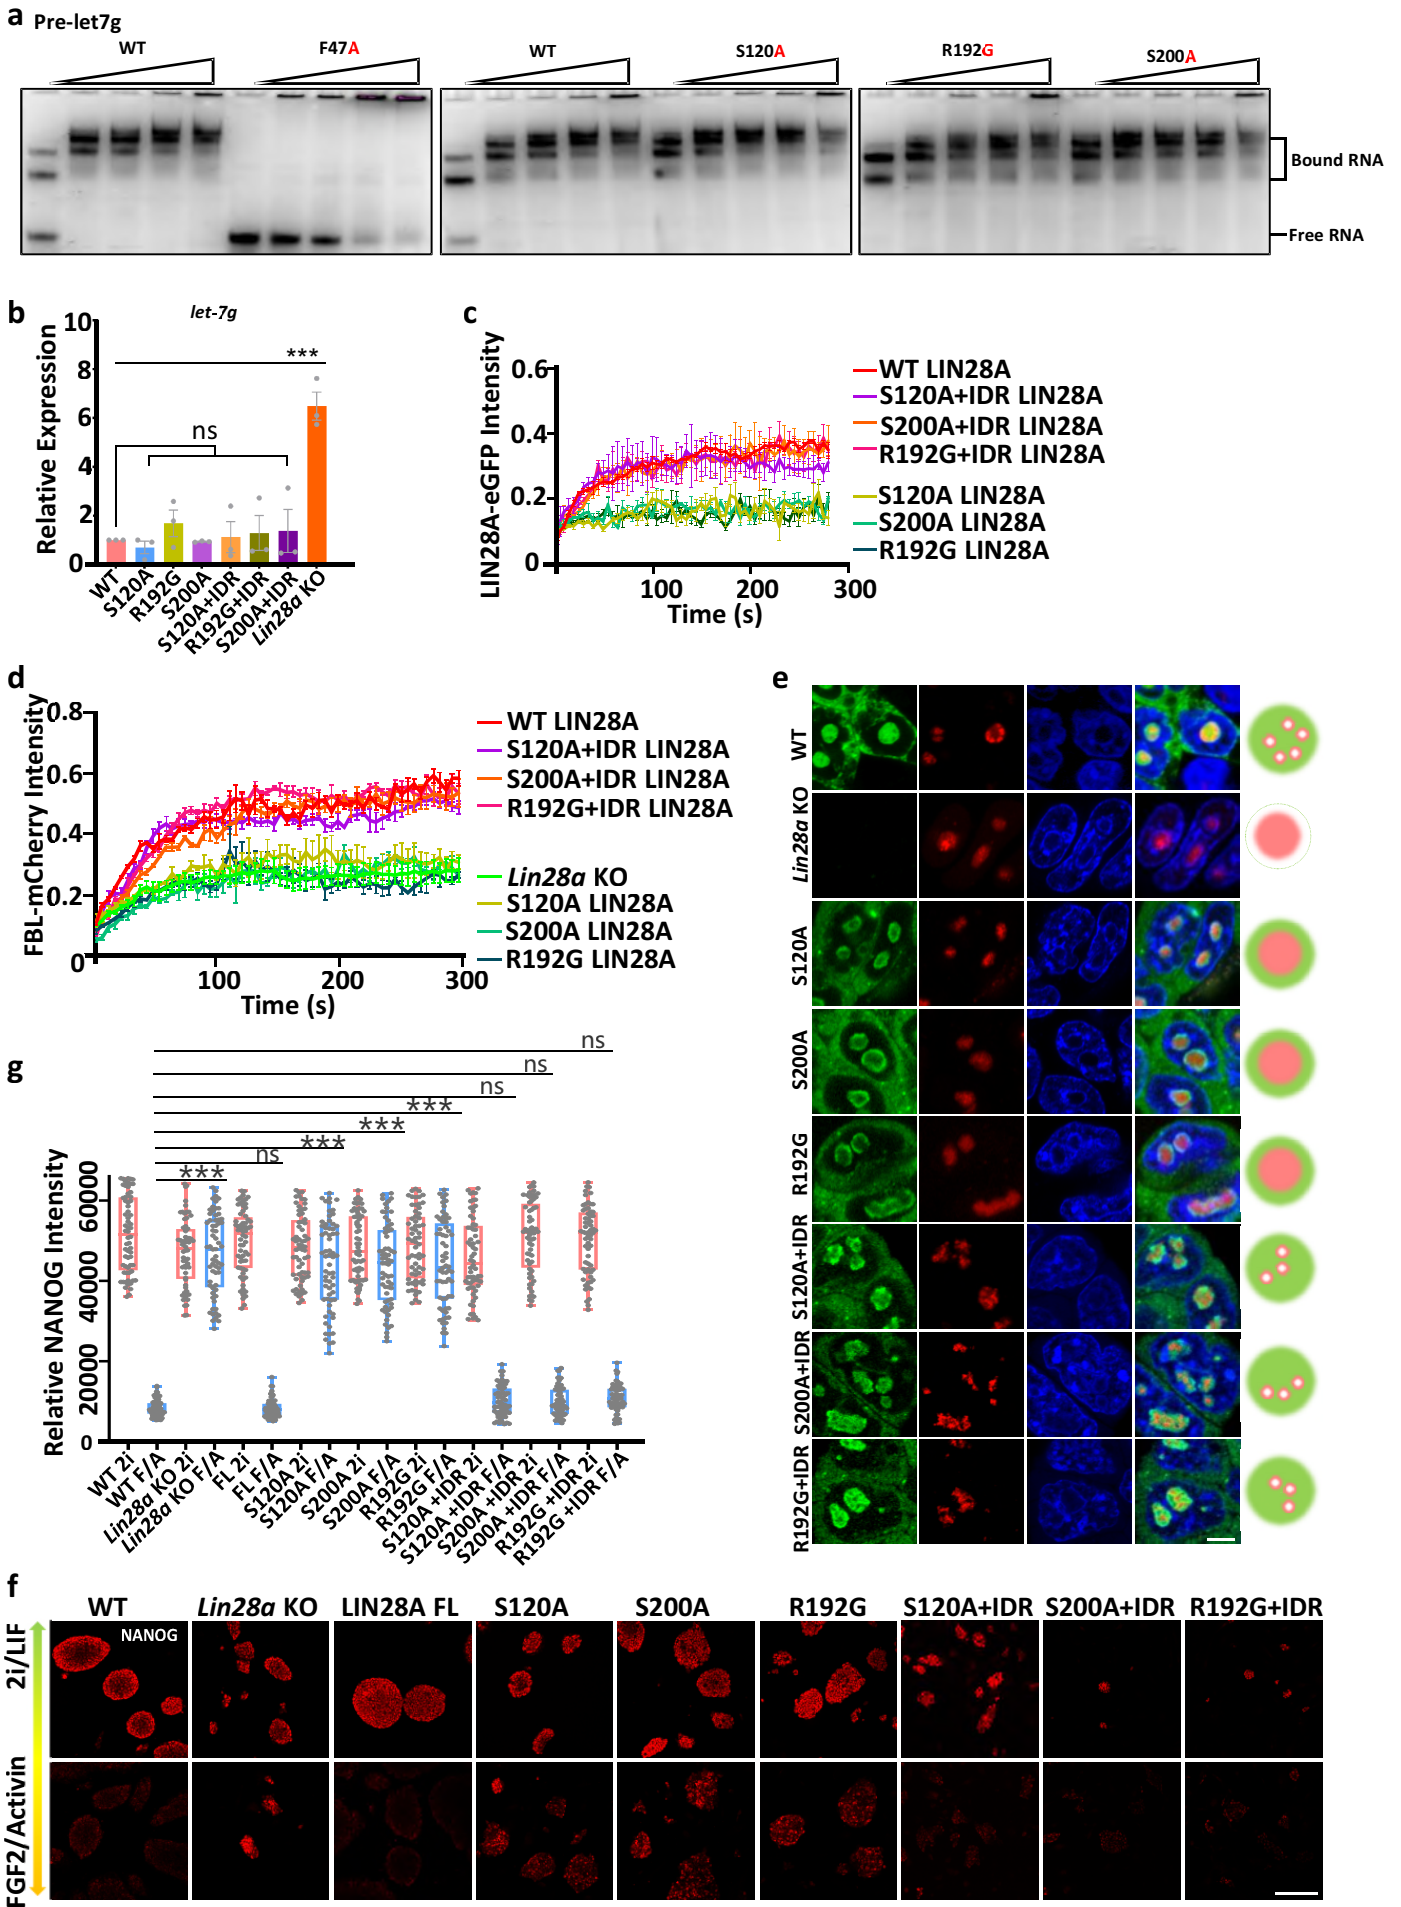 a
Pre-let7g
WT
F47A
WT
S120A
R192G
S200A
Bound RNA
Free RNA
b
let-7g
Relative Expression
10
8
6
4
2
0
***
ns
WT
S120A
R192G
S200A
S120A+IDR
R192G+IDR
S200A+IDR
Lin28a KO
c
LIN28A-eGFP Intensity
0.6
0.4
0.2
0
100
200
300
Time (s)
WT LIN28A
S120A+IDR LIN28A
S200A+IDR LIN28A
R192G+IDR LIN28A
S120A LIN28A
S200A LIN28A
R192G LIN28A
d
FBL-mCherry Intensity
0.8
0.6
0.4
0.2
0
100
200
300
Time (s)
WT LIN28A
S120A+IDR LIN28A
S200A+IDR LIN28A
R192G+IDR LIN28A
Lin28a KO
S120A LIN28A
S200A LIN28A
R192G LIN28A
e
WT
Lin28a KO
S120A
S200A
R192G
S120A+IDR
S200A+IDR
R192G+IDR
g
ns
ns
ns
***
***
***
ns
***
Relative NANOG Intensity
60000
40000
20000
0
WT 2i
WT F/A
Lin28a KO 2i
Lin28a KO F/A
FL 2i
FL F/A
S120A 2i
S120A F/A
S200A 2i
S200A F/A
R192G 2i
R192G F/A
S120A +IDR 2i
S120A +IDR F/A
S200A +IDR 2i
S200A +IDR F/A
R192G +IDR 2i
R192G +IDR F/A
f
WT
Lin28a KO
LIN28A FL
S120A
S200A
R192G
S120A+IDR
S200A+IDR
R192G+IDR
NANOG
2i/LIF
FGF2/Activin